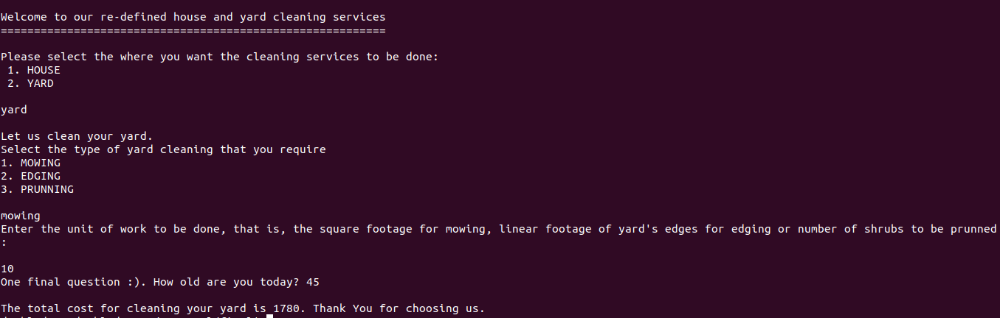 Welcome to our re-defined house and yard cleaning services
==========================================================
Please select the where you want the cleaning services to be done:
1. HOUSE
2. YARD
yard
Let us clean your yard.
Select the type of yard cleaning that you require
1. MOWING
2. EDGING
3. PRUNNING
mowing
Enter the unit of work to be done, that is, the square footage for mowing, linear footage of yard's edges for edging or number of shrubs to be prunned
:
10
One final question :). How old are you today? 45
The total cost for cleaning your yard is 1780. Thank You for choosing us.